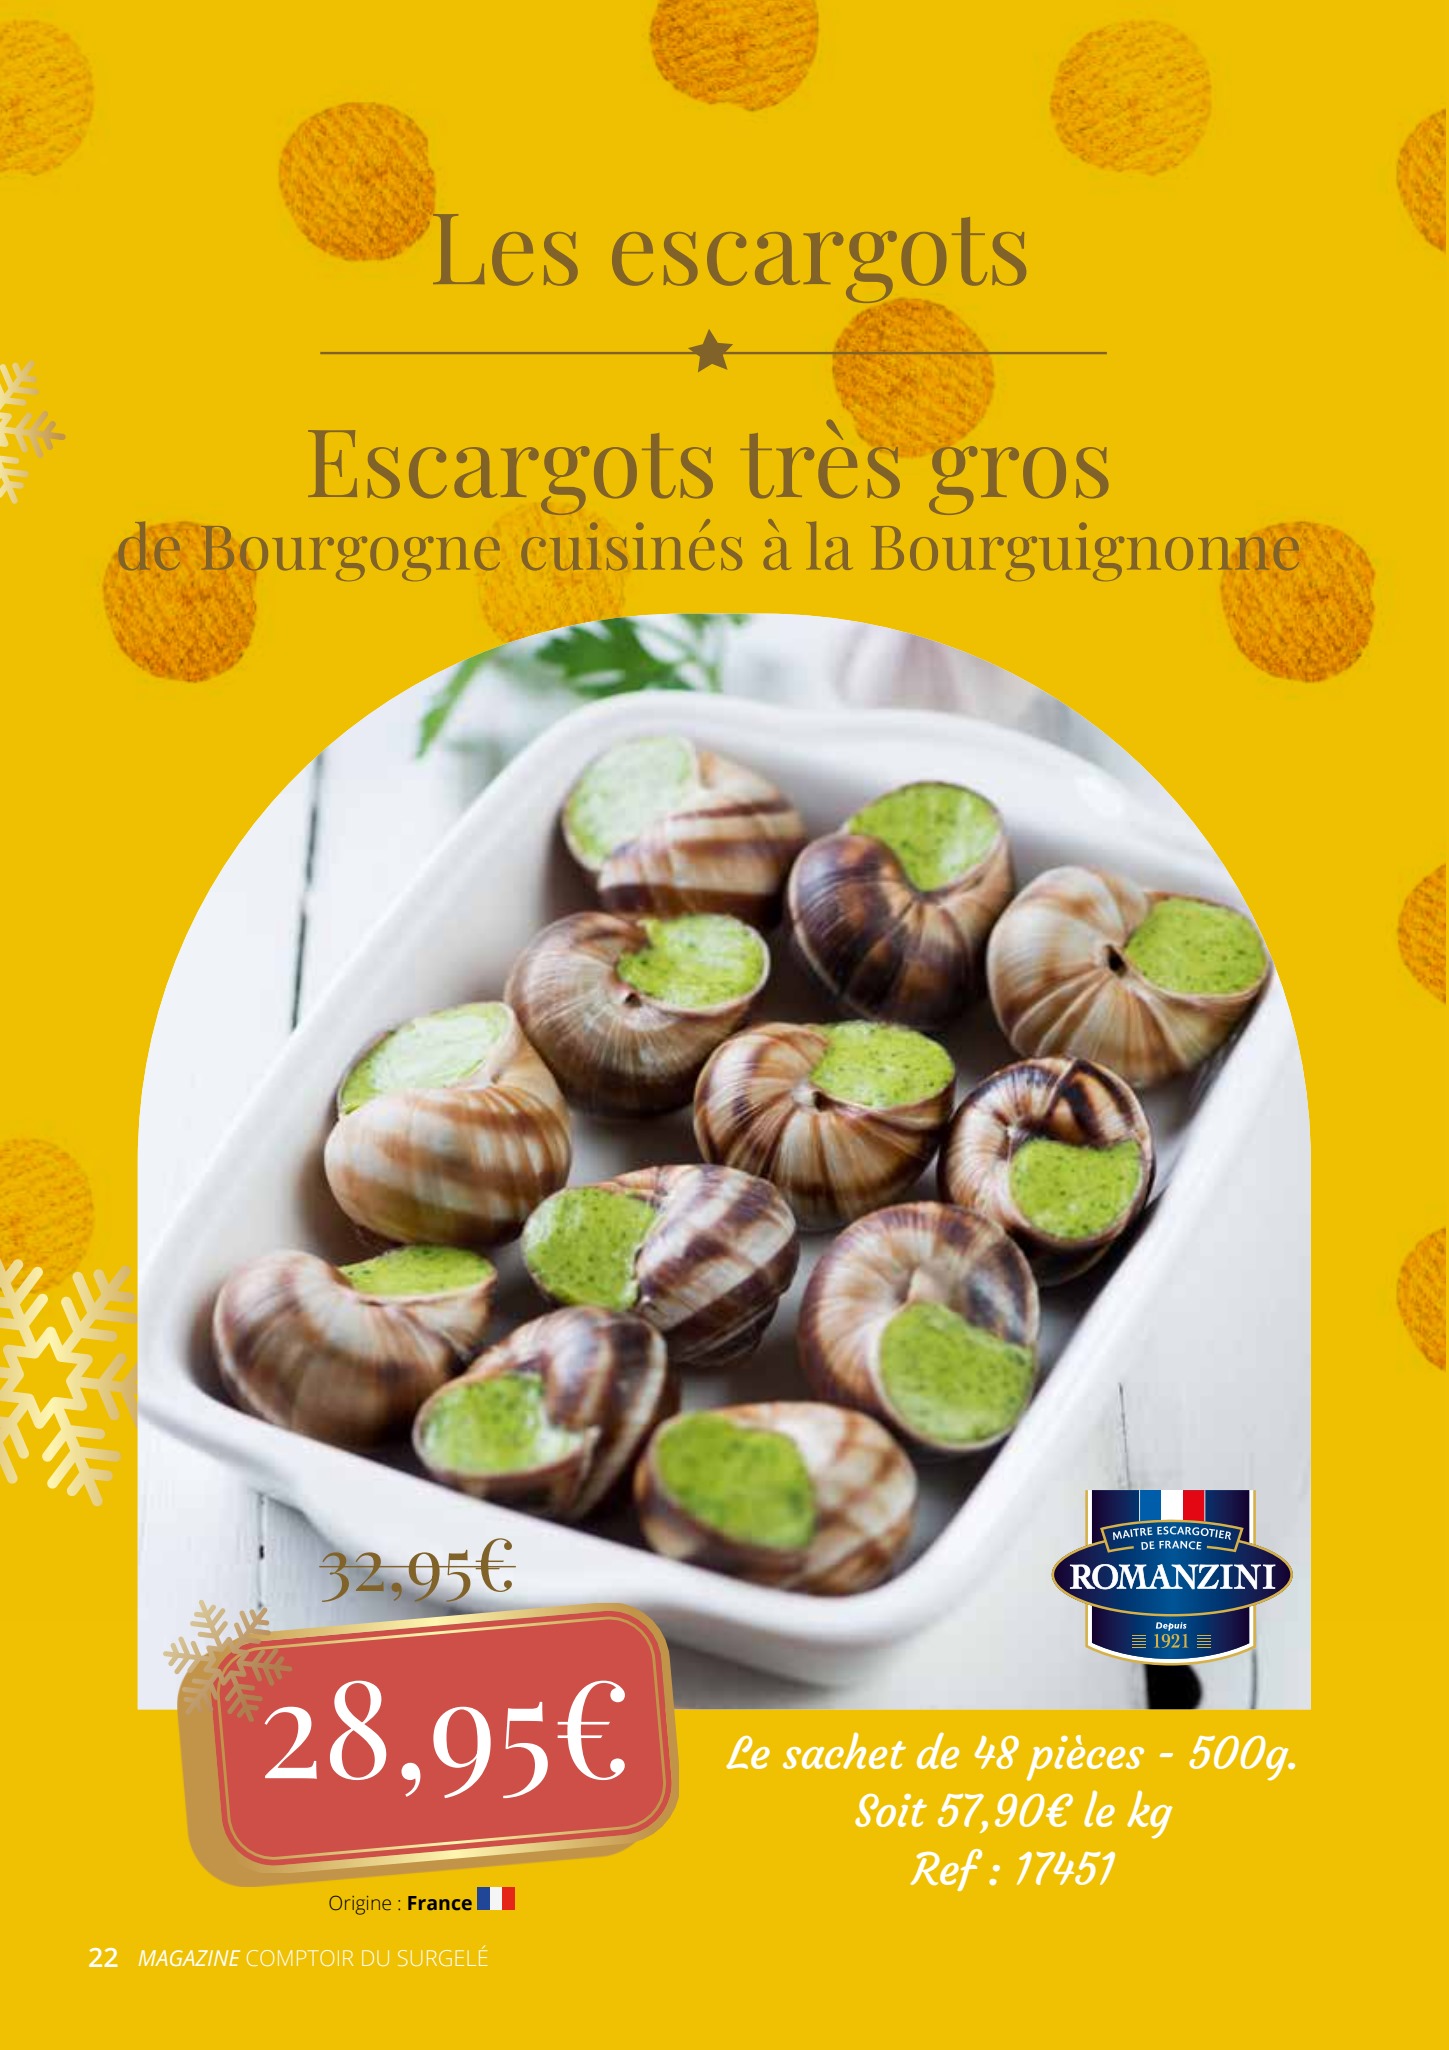 Les escargots
Escargots très gros
de Bourgogne cuisinés à la Bourguignonne
MAITRE ESCARGOTIER
DE FRANCE
ROMANZINI
Depuis
1921
32,95€
28,95€
Le sachet de 48 pièces - 500g.
Soit 57,90€ le kg
Ref : 17451
Origine : France
22 MAGAZINE COMPTOIR DU SURGELÉ